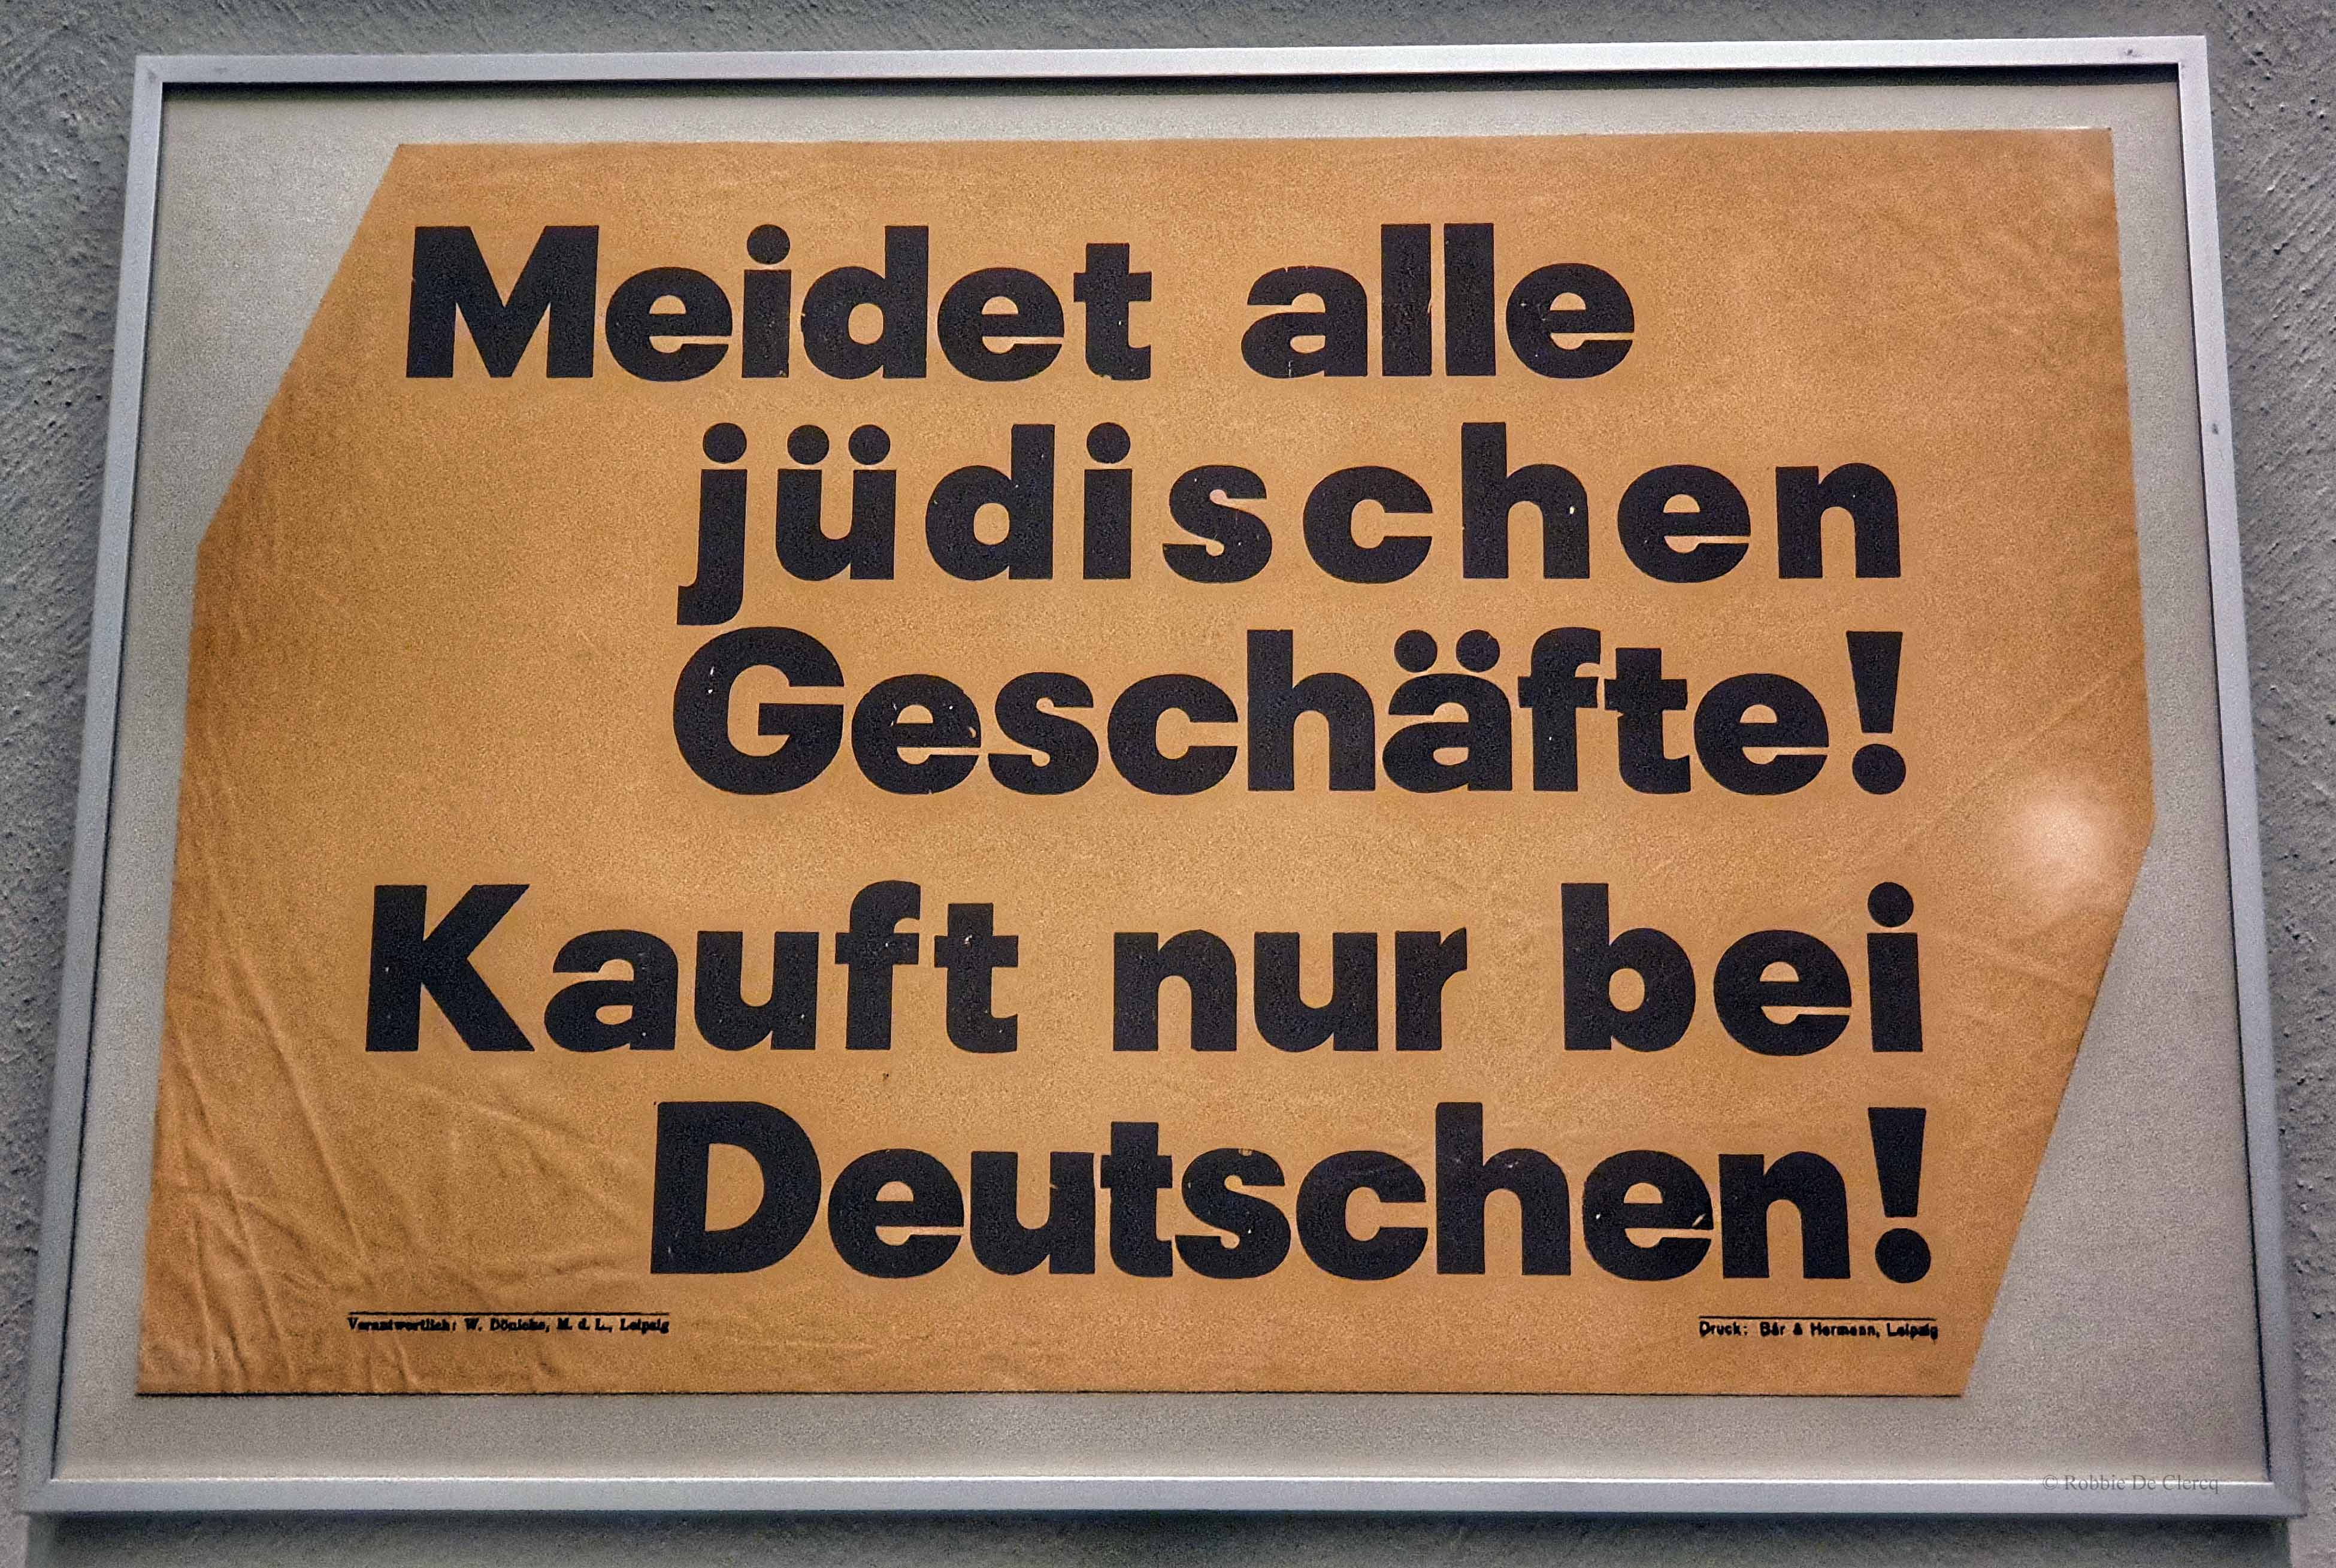 Meidet alle
jüdischen
Geschäfte!
Kauft nur bei
Deutschen!
Verantwortlich: W. Dönicke, M. d. L., Leipzig
Druck: Bär & Hermann, Leipzig
© Robbie De Clercq